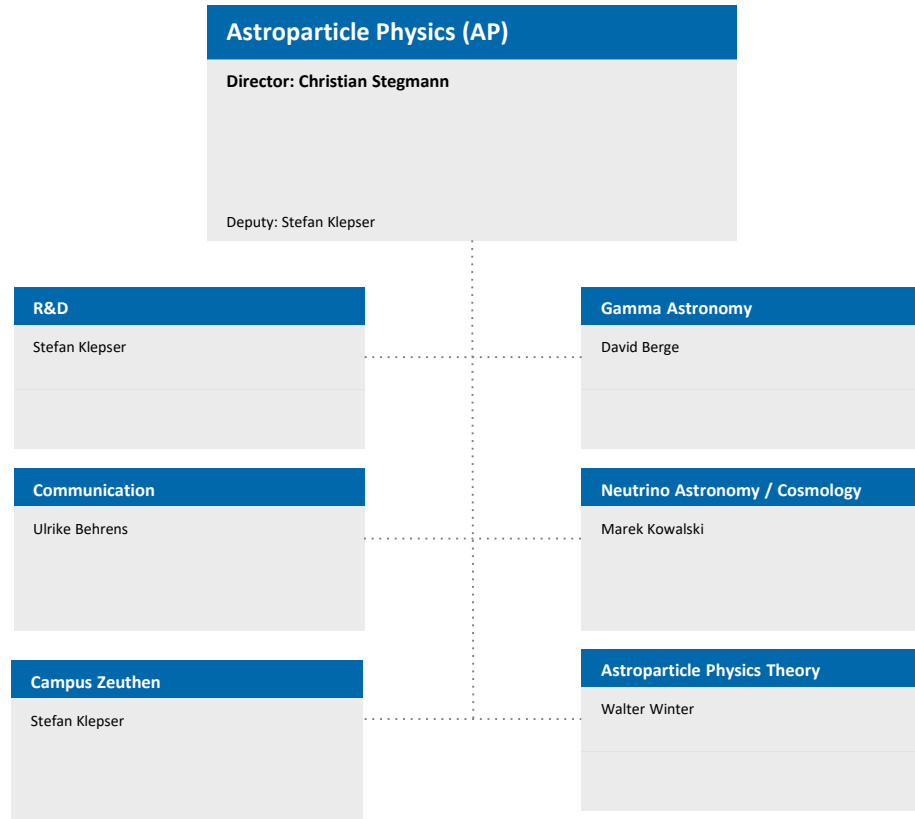 Astroparticle Physics (AP)
Director: Christian Stegmann
Deputy: Stefan Klepser
R&D
Stefan Klepser
Gamma Astronomy
David Berge
Communication
Ulrike Behrens
Neutrino Astronomy / Cosmology
Marek Kowalski
Campus Zeuthen
Stefan Klepser
Astroparticle Physics Theory
Walter Winter